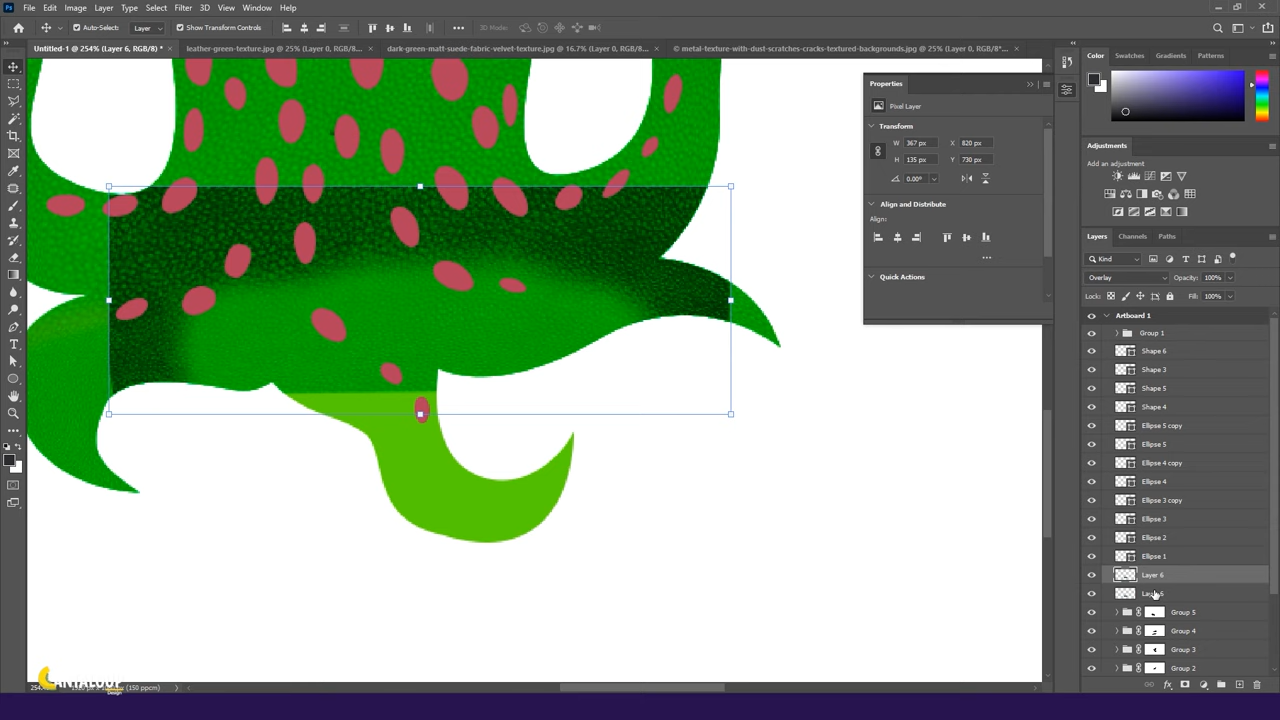 Ps File Edit Image Layer Type Select Filter 3D View Window Help
Auto-Select: Layer Show Transform Controls 3D Mode:
Untitled-1 @ 254% (Layer 6, RGB/8) * × leather-green-texture.jpg @ 25% (Layer 0, RGB/8... × dark-green-matt-suede-fabric-velvet-texture.jpg @ 16.7% (Layer 0, RGB/8... × © metal-texture-with-dust-scratches-cracks-textured-backgrounds.jpg @ 25% (Layer 0, RGB/8*... ×
Color Swatches Gradients Patterns
Properties
Pixel Layer
Transform
W 367 px X 820 px
H 135 px Y 730 px
0.00°
Align and Distribute
Align:
Quick Actions
Adjustments
Add an adjustment
Layers Channels Paths
Kind
Overlay Opacity: 100%
Lock: Fill: 100%
Artboard 1
Group 1
Shape 6
Shape 3
Shape 5
Shape 4
Ellipse 5 copy
Ellipse 5
Ellipse 4 copy
Ellipse 4
Ellipse 3 copy
Ellipse 3
Ellipse 2
Ellipse 1
Layer 6
Group 5
Group 4
Group 3
Group 2
fx
CANTALOUP
Design